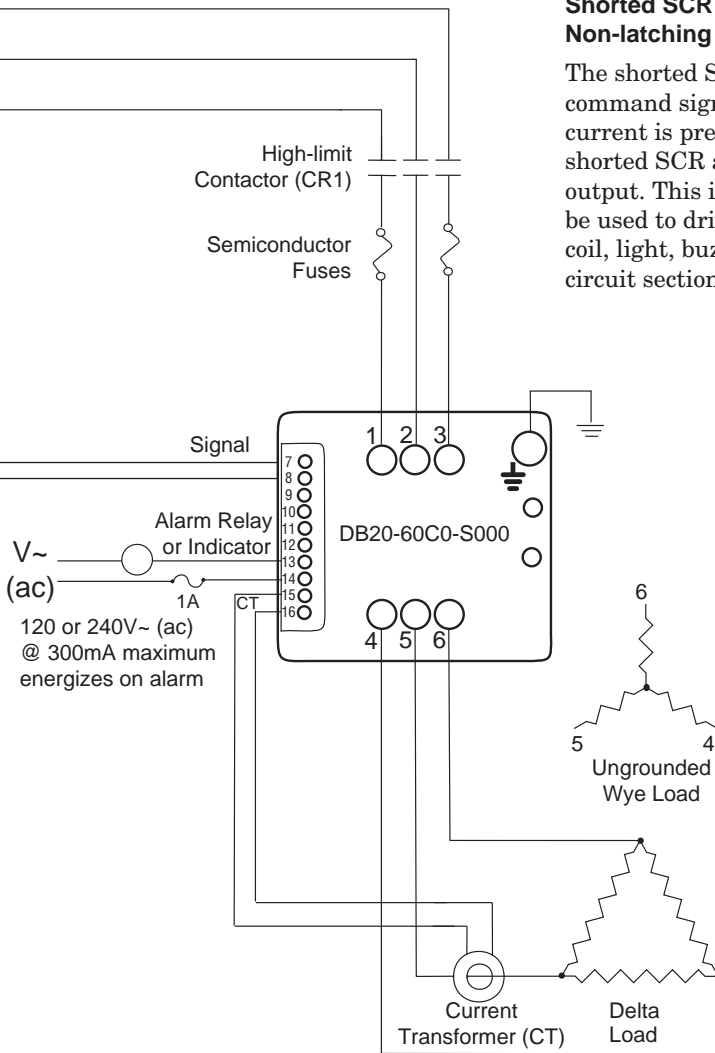 Shorted SCR
Non-latching
The shorted S
command sign
current is pre
shorted SCR a
output. This i
be used to dri
coil, light, buz
circuit section
High-limit
Contactor (CR1)
Semiconductor
Fuses
Signal
1 2 3
7
8
9
10
11
12
13
14
15
16
Alarm Relay
or Indicator
DB20-60C0-S000
V~
(ac)
1A
CT
120 or 240V~ (ac)
@ 300mA maximum
energizes on alarm
4 5 6
6
5 4
Ungrounded
Wye Load
Current
Transformer (CT)
Delta
Load